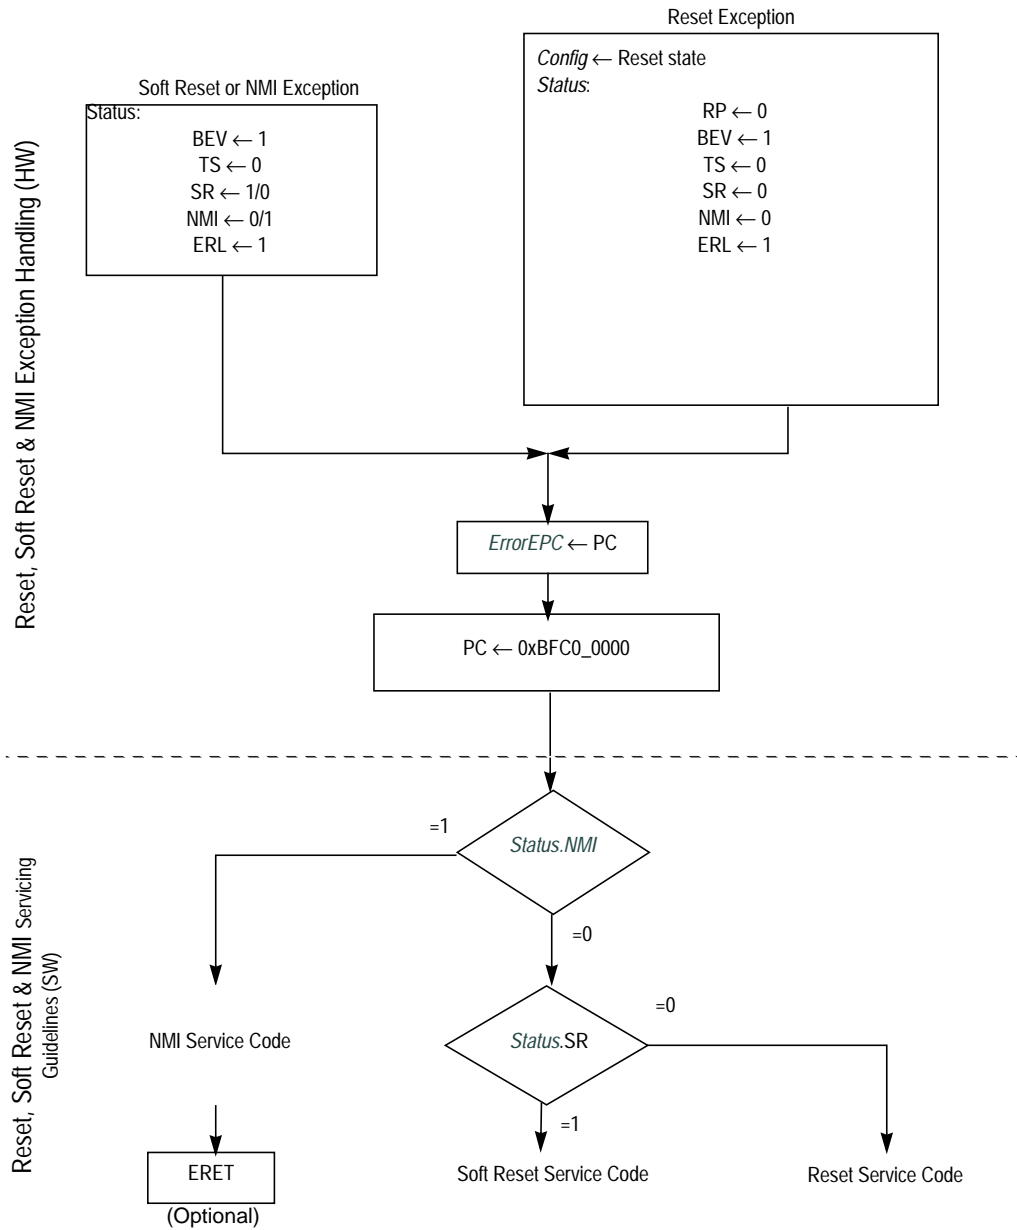 Reset Exception
Config ← Reset state
Status:
RP ← 0
BEV ← 1
TS ← 0
SR ← 0
NMI ← 0
ERL ← 1
Soft Reset or NMI Exception
Status:
BEV ← 1
TS ← 0
SR ← 1/0
NMI ← 0/1
ERL ← 1
Reset, Soft Reset & NMI Exception Handling (HW)
ErrorEPC ← PC
PC ← 0xBFC0_0000
Reset, Soft Reset & NMI Servicing
Guidelines (SW)
=1
Status.NMI
=0
=0
NMI Service Code
Status.SR
=1
ERET
(Optional)
Soft Reset Service Code
Reset Service Code